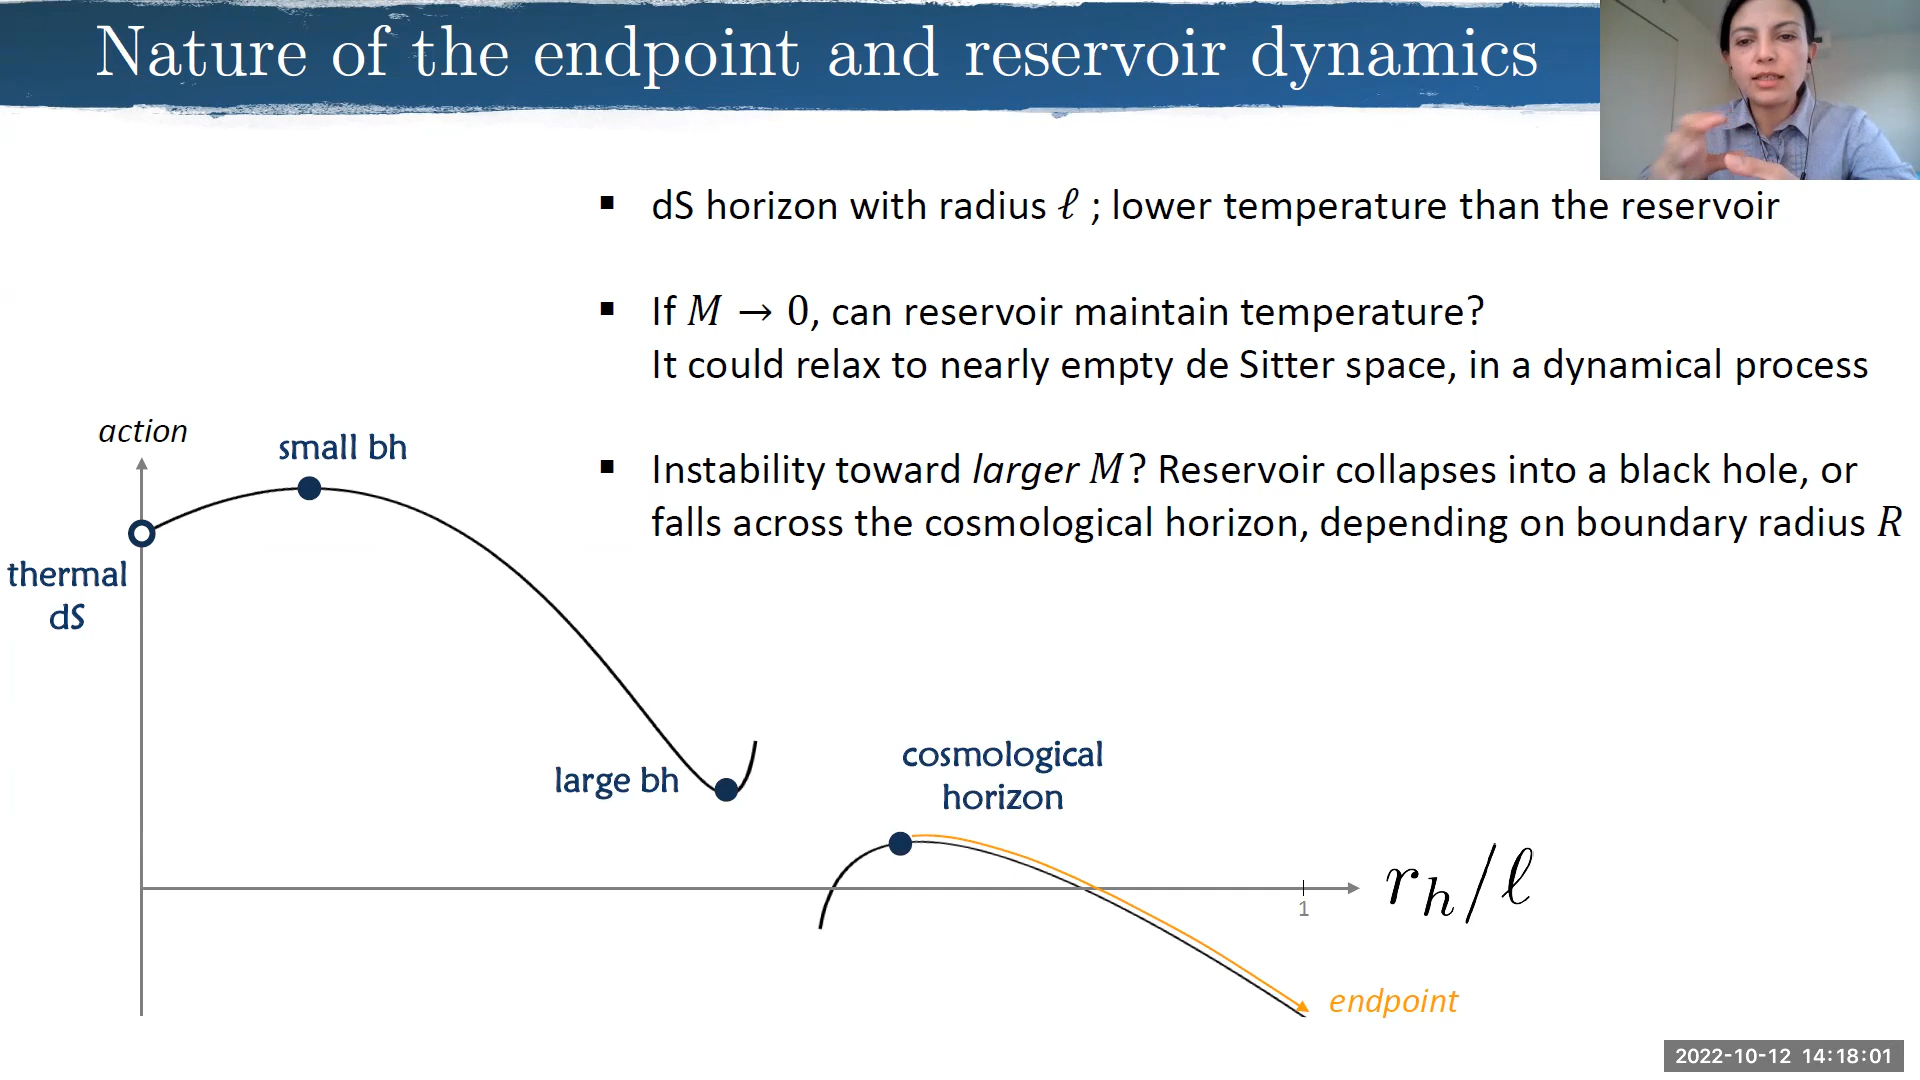 Nature of the endpoint and reservoir dynamics
▪ dS horizon with radius ℓ ; lower temperature than the reservoir
▪ If M → 0, can reservoir maintain temperature?
It could relax to nearly empty de Sitter space, in a dynamical process
▪ Instability toward larger M? Reservoir collapses into a black hole, or
falls across the cosmological horizon, depending on boundary radius R
action
small bh
thermal
dS
large bh
cosmological
horizon
r_h/ℓ
1
endpoint
2022-10-12 14:18:01